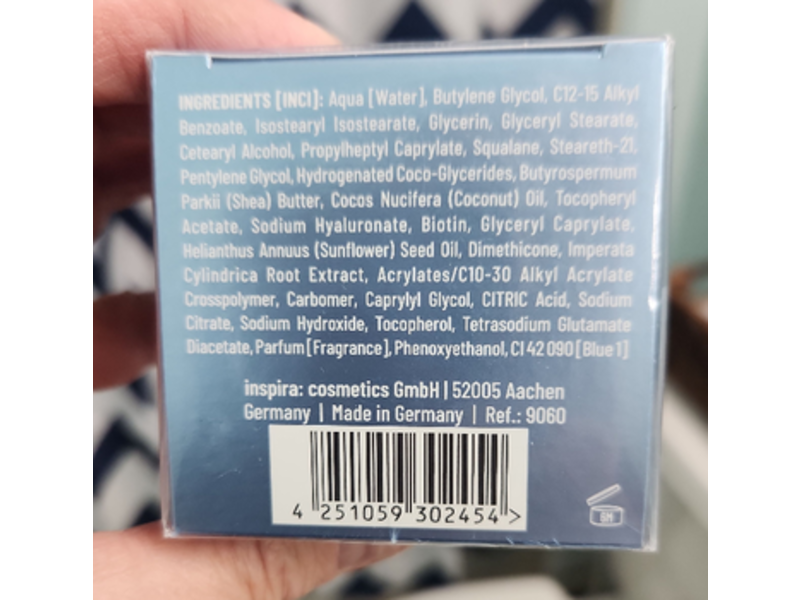 INGREDIENTS [INCI]: Aqua [Water], Butylene Glycol, C12-15 Alkyl
Benzoate, Isostearyl Isostearate, Glycerin, Glyceryl Stearate,
Cetearyl Alcohol, Propylheptyl Caprylate, Squalane, Steareth-21,
Pentylene Glycol, Hydrogenated Coco-Glycerides, Butyrospermum
Parkii (Shea) Butter, Cocos Nucifera (Coconut) Oil, Tocopheryl
Acetate, Sodium Hyaluronate, Biotin, Glyceryl Caprylate,
Helianthus Annuus (Sunflower) Seed Oil, Dimethicone, Imperata
Cylindrica Root Extract, Acrylates/C10-30 Alkyl Acrylate
Crosspolymer, Carbomer, Caprylyl Glycol, CITRIC Acid, Sodium
Citrate, Sodium Hydroxide, Tocopherol, Tetrasodium Glutamate
Diacetate, Parfum [Fragrance], Phenoxyethanol, CI 42 090 [Blue 1]
inspira: cosmetics GmbH | 52005 Aachen
Germany | Made in Germany | Ref.: 9060
4 251059 302454 >
6M